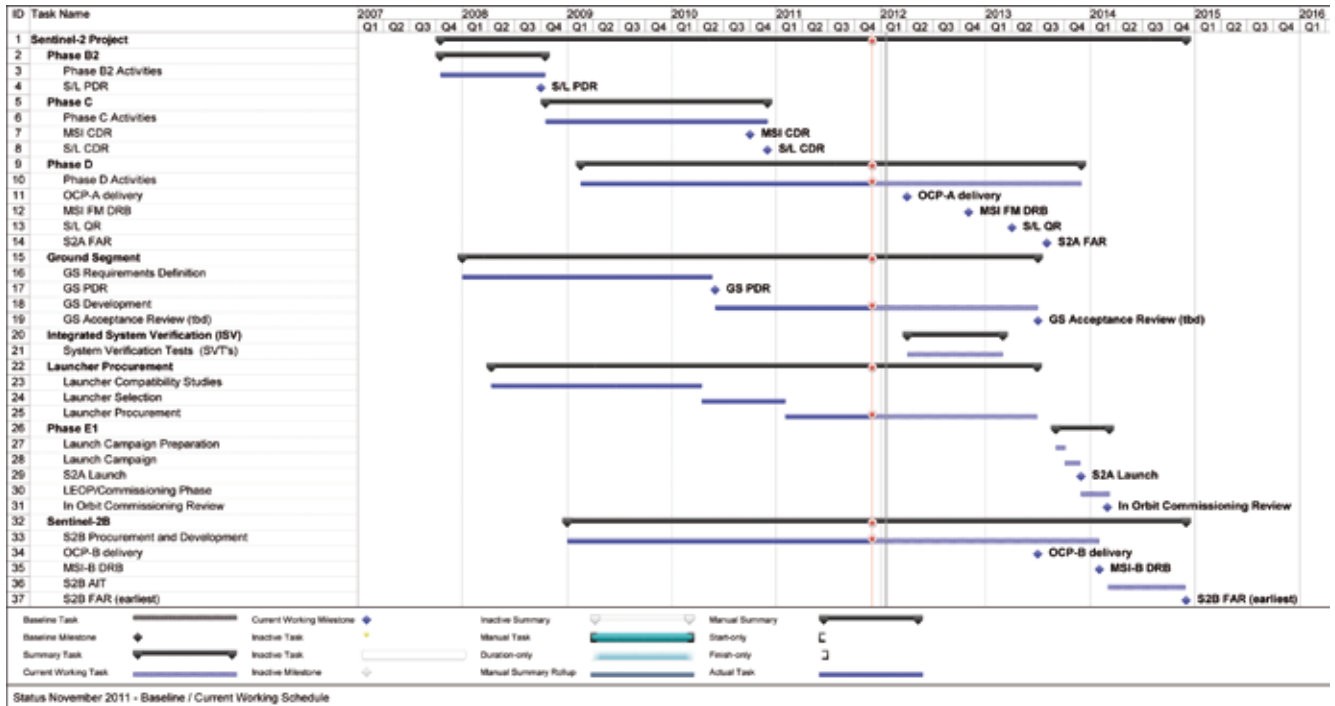 ID Task Name 2007 2008 2009 2010 2011 2012 2013 2014 2015 2016
Q1 Q2 Q3 Q4 Q1 Q2 Q3 Q4 Q1 Q2 Q3 Q4 Q1 Q2 Q3 Q4 Q1 Q2 Q3 Q4 Q1 Q2 Q3 Q4 Q1 Q2 Q3 Q4 Q1 Q2 Q3 Q4 Q1 Q2 Q3 Q4 Q1
1 Sentinel-2 Project
2 Phase B2
3 Phase B2 Activities
4 S/L PDR S/L PDR
5 Phase C
6 Phase C Activities
7 MSI CDR MSI CDR
8 S/L CDR S/L CDR
9 Phase D
10 Phase D Activities
11 OCP-A delivery OCP-A delivery
12 MSI FM DRB MSI FM DRB
13 S/L QR S/L QR
14 S2A FAR S2A FAR
15 Ground Segment
16 GS Requirements Definition
17 GS PDR GS PDR
18 GS Development
19 GS Acceptance Review (tbd) GS Acceptance Review (tbd)
20 Integrated System Verification (ISV)
21 System Verification Tests (SVT's)
22 Launcher Procurement
23 Launcher Compatibility Studies
24 Launcher Selection
25 Launcher Procurement
26 Phase E1
27 Launch Campaign Preparation
28 Launch Campaign
29 S2A Launch S2A Launch
30 LEOP/Commissioning Phase
31 In Orbit Commissioning Review In Orbit Commissioning Review
32 Sentinel-2B
33 S2B Procurement and Development
34 OCP-B delivery OCP-B delivery
35 MSI-B DRB MSI-B DRB
36 S2B AIT
37 S2B FAR (earliest) S2B FAR (earliest)
Baseline Task Current Working Milestone Inactive Summary Manual Summary
Baseline Milestone Inactive Task Manual Task Start-only
Summary Task Inactive Task Duration-only Finish-only
Current Working Task Inactive Milestone Manual Summary Rollup Actual Task
Status November 2011 - Baseline / Current Working Schedule